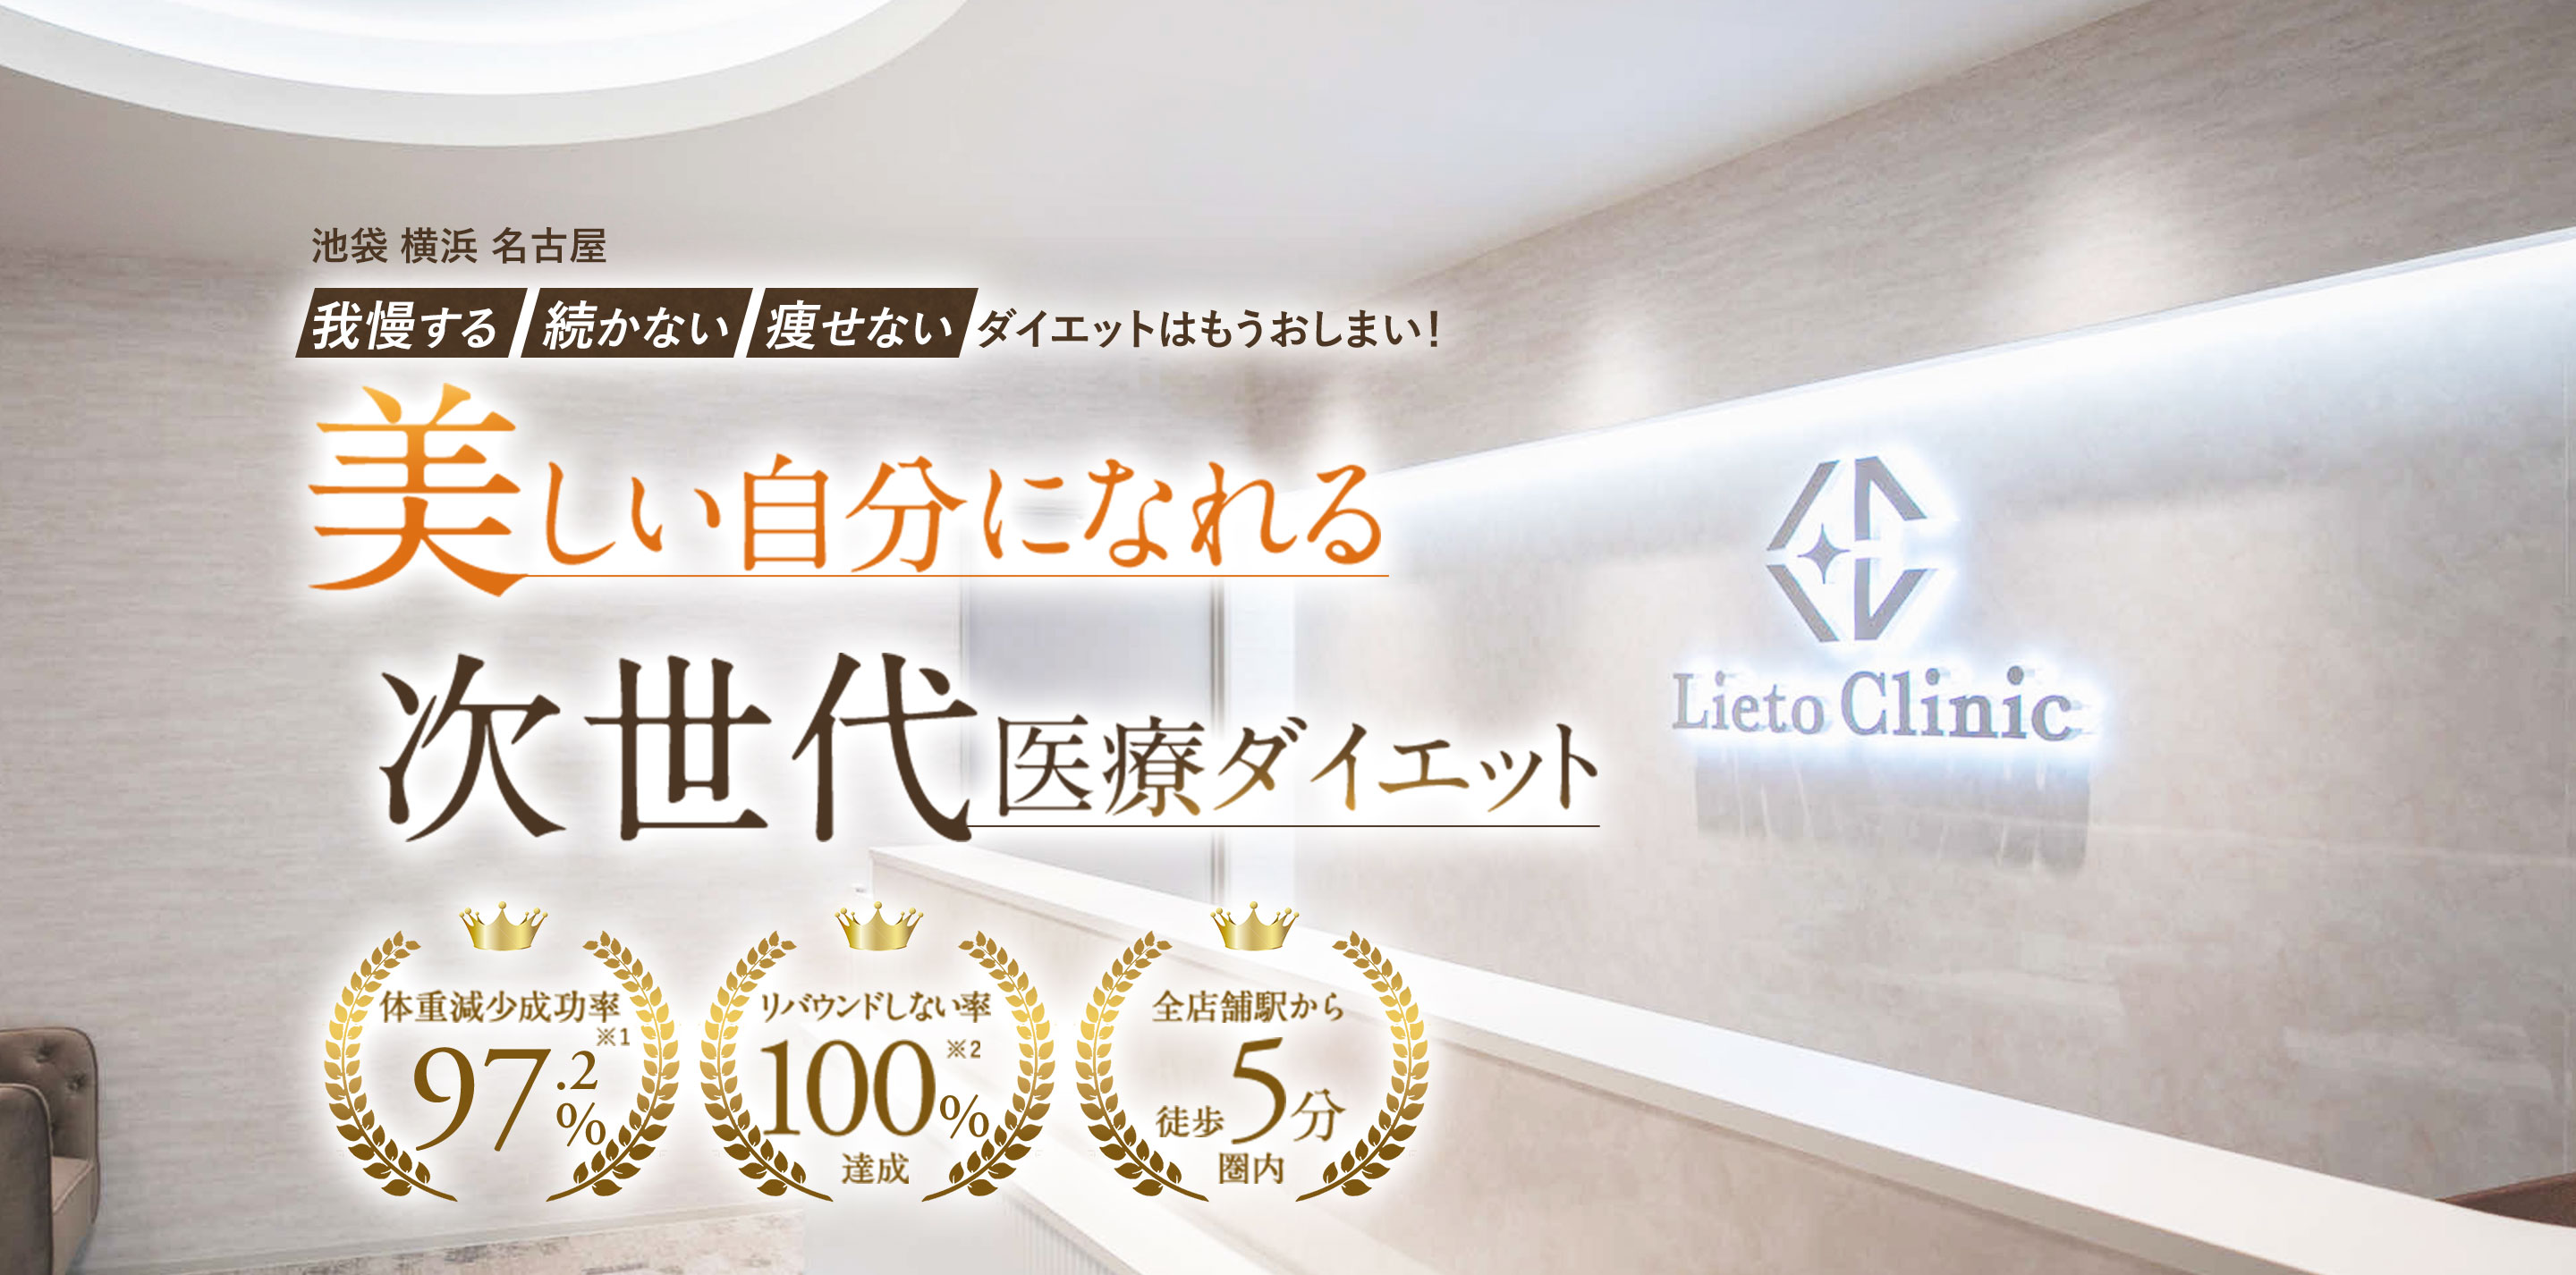 池袋 横浜 名古屋
我慢する 続かない 痩せない ダイエットはもうおしまい！
美しい自分になれる
次世代医療ダイエット
Lieto Clinic
体重減少成功率
※1
97.2%
リバウンドしない率
100%※2
達成
全店舗駅から
徒歩5分
圏内